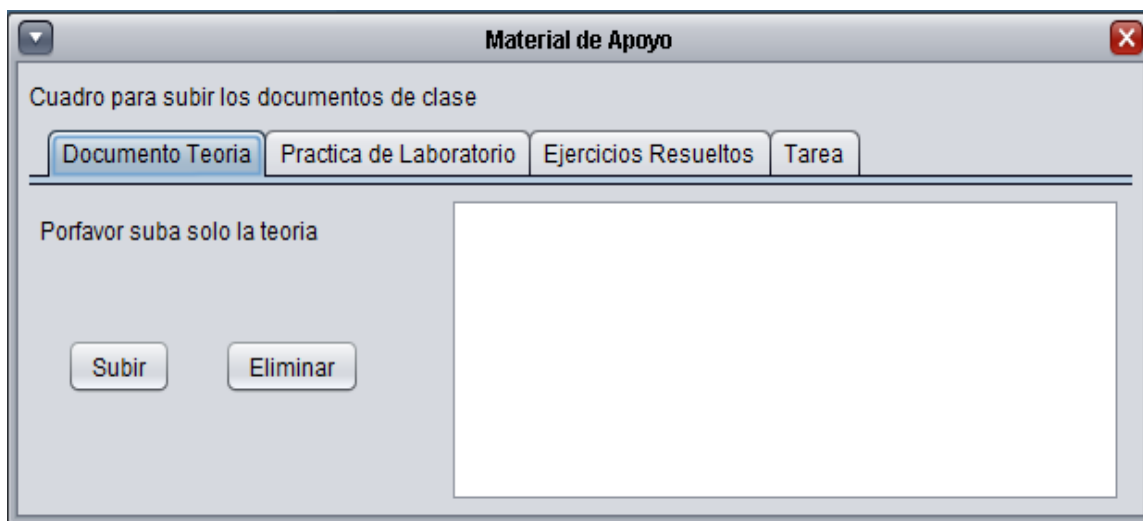 Material de Apoyo
Cuadro para subir los documentos de clase
Documento Teoria Practica de Laboratorio Ejercicios Resueltos Tarea
Porfavor suba solo la teoria
Subir Eliminar